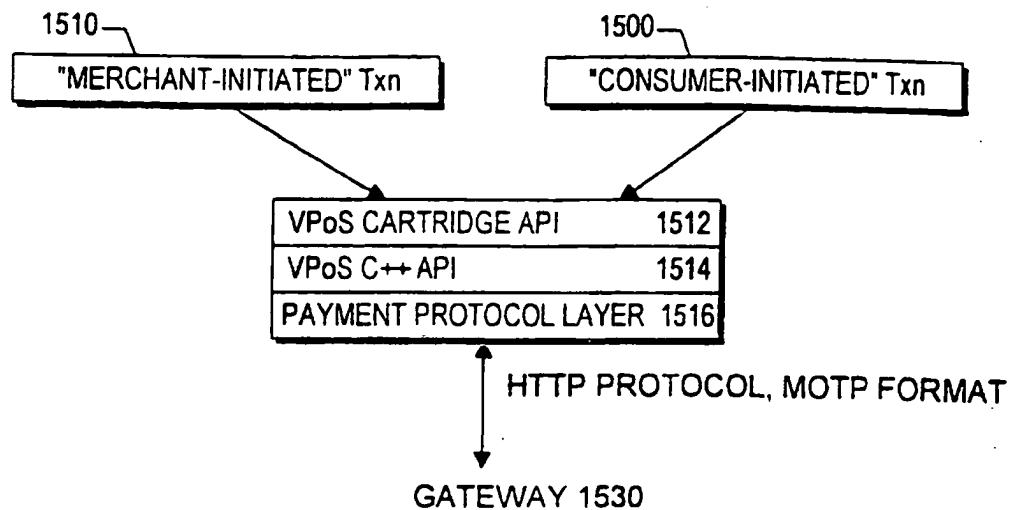 1510
1500
"MERCHANT-INITIATED" Txn
"CONSUMER-INITIATED" Txn
VPoS CARTRIDGE API 1512
VPoS C++ API 1514
PAYMENT PROTOCOL LAYER 1516
HTTP PROTOCOL, MOTP FORMAT
GATEWAY 1530